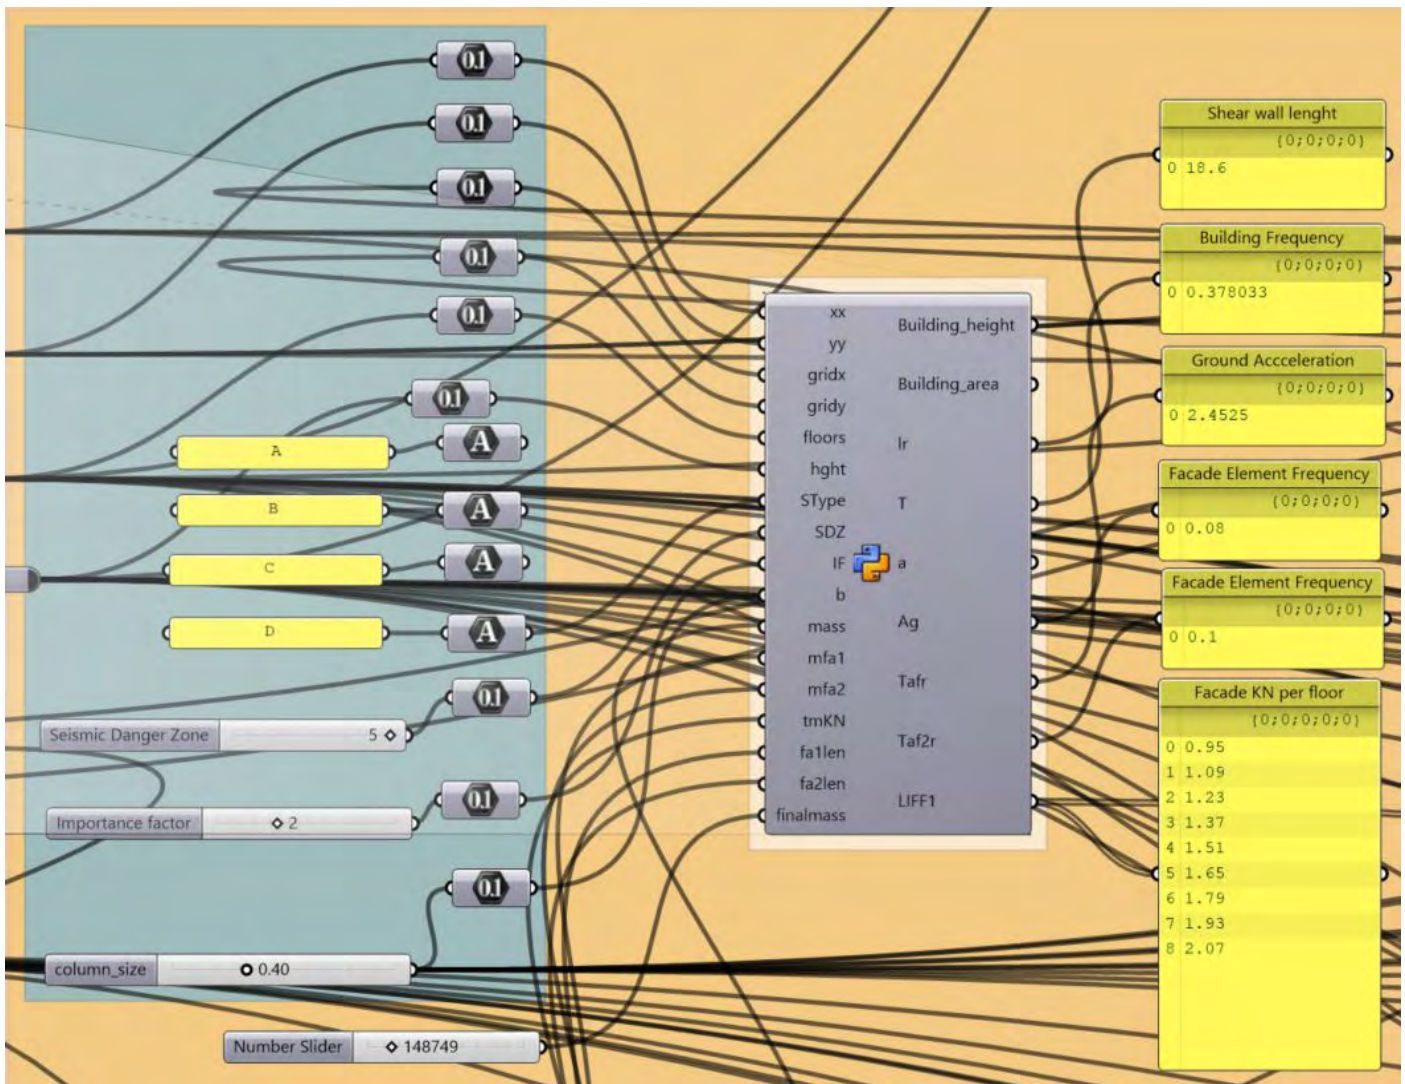 0.1
0.1
0.1
0.1
0.1
0.1
A
A
B
A
C
A
D
A
0.1
Seismic Danger Zone
5
0.1
Importance factor
2
0.1
column_size
0.40
Number Slider
148749
xx
yy
gridx
gridy
floors
hght
SType
SDZ
IF
b
mass
mfa1
mfa2
tmKN
fa1len
fa2len
finalmass
Building_height
Building_area
Ir
T
a
Ag
Tafr
Taf2r
LIFF1
Shear wall lenght
{0;0;0;0}
0 18.6
Building Frequency
{0;0;0;0}
0 0.378033
Ground Accceleration
{0;0;0;0}
0 2.4525
Facade Element Frequency
{0;0;0;0}
0 0.08
Facade Element Frequency
{0;0;0;0}
0 0.1
Facade KN per floor
{0;0;0;0;0}
0 0.95
1 1.09
2 1.23
3 1.37
4 1.51
5 1.65
6 1.79
7 1.93
8 2.07